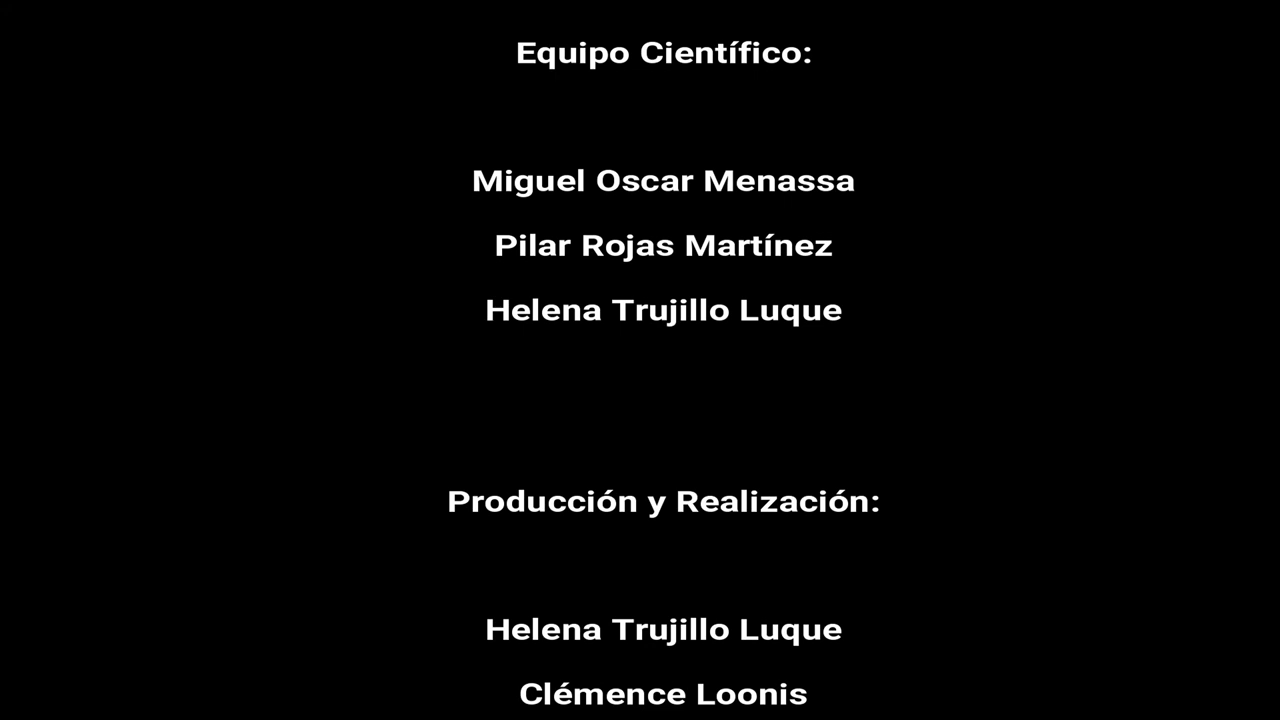 Equipo Científico:
Miguel Oscar Menassa
Pilar Rojas Martínez
Helena Trujillo Luque
Producción y Realización:
Helena Trujillo Luque
Clémence Loonis